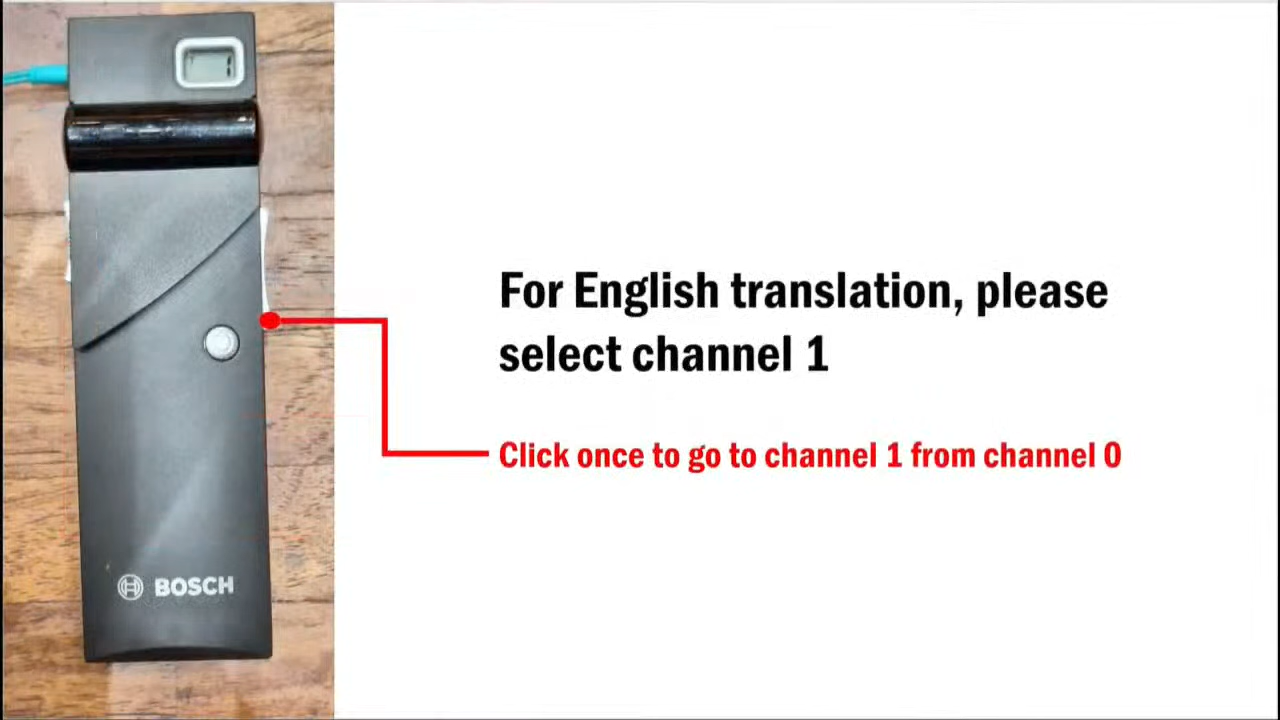 For English translation, please
select channel 1
Click once to go to channel 1 from channel 0
BOSCH